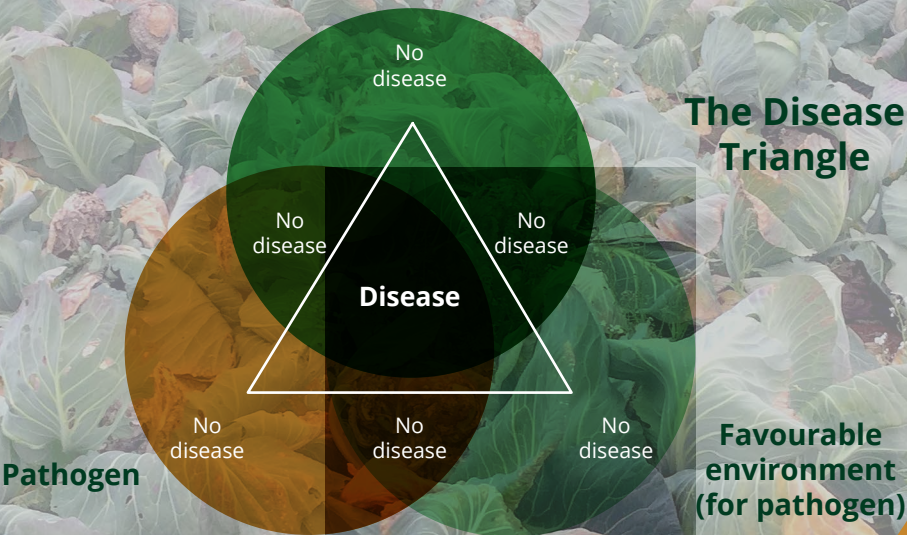 No
disease
The Disease
Triangle
No
disease
No
disease
Disease
No
disease
No
disease
No
disease
Pathogen
Favourable
environment
(for pathogen)